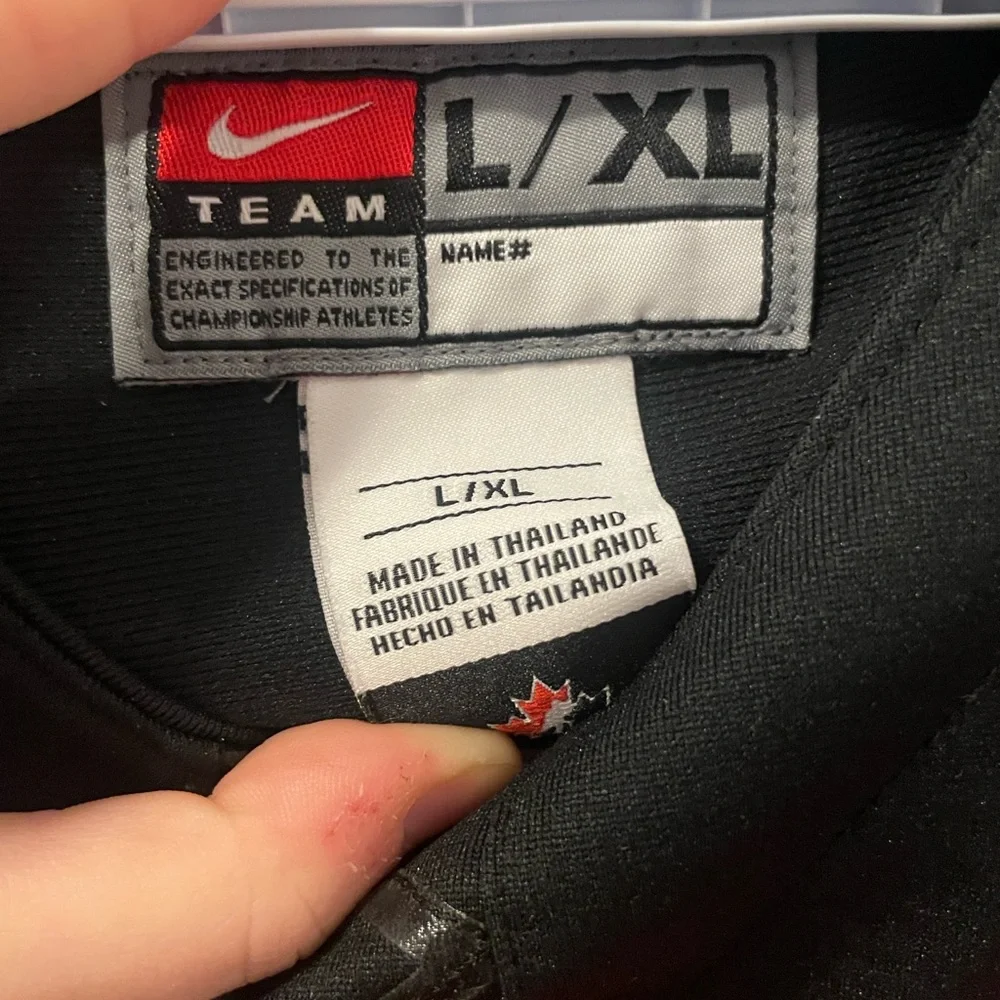 TEAM
L/XL
ENGINEERED TO THE
EXACT SPECIFICATIONS OF
CHAMPIONSHIP ATHLETES
NAME#
L/XL
MADE IN THAILAND
FABRIQUE EN THAILANDE
HECHO EN TAILANDIA